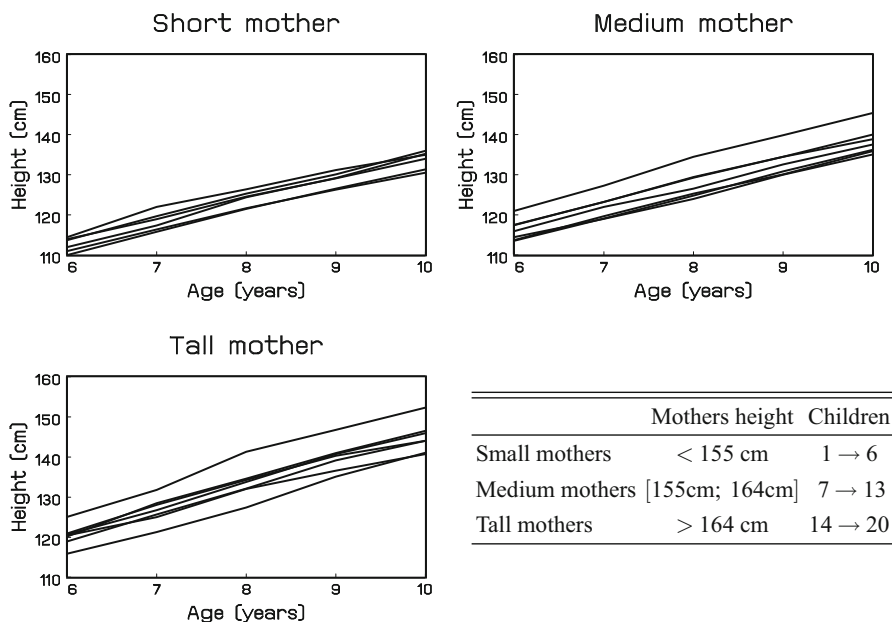 Short mother
160
150
140
130
120
110
Height (cm)
6 7 8 9 10
Age (years)
Medium mother
160
150
140
130
120
110
Height (cm)
6 7 8 9 10
Age (years)
Tall mother
160
150
140
130
120
110
Height (cm)
6 7 8 9 10
Age (years)
Mothers height Children
Small mothers < 155 cm 1 → 6
Medium mothers [155cm; 164cm] 7 → 13
Tall mothers > 164 cm 14 → 20